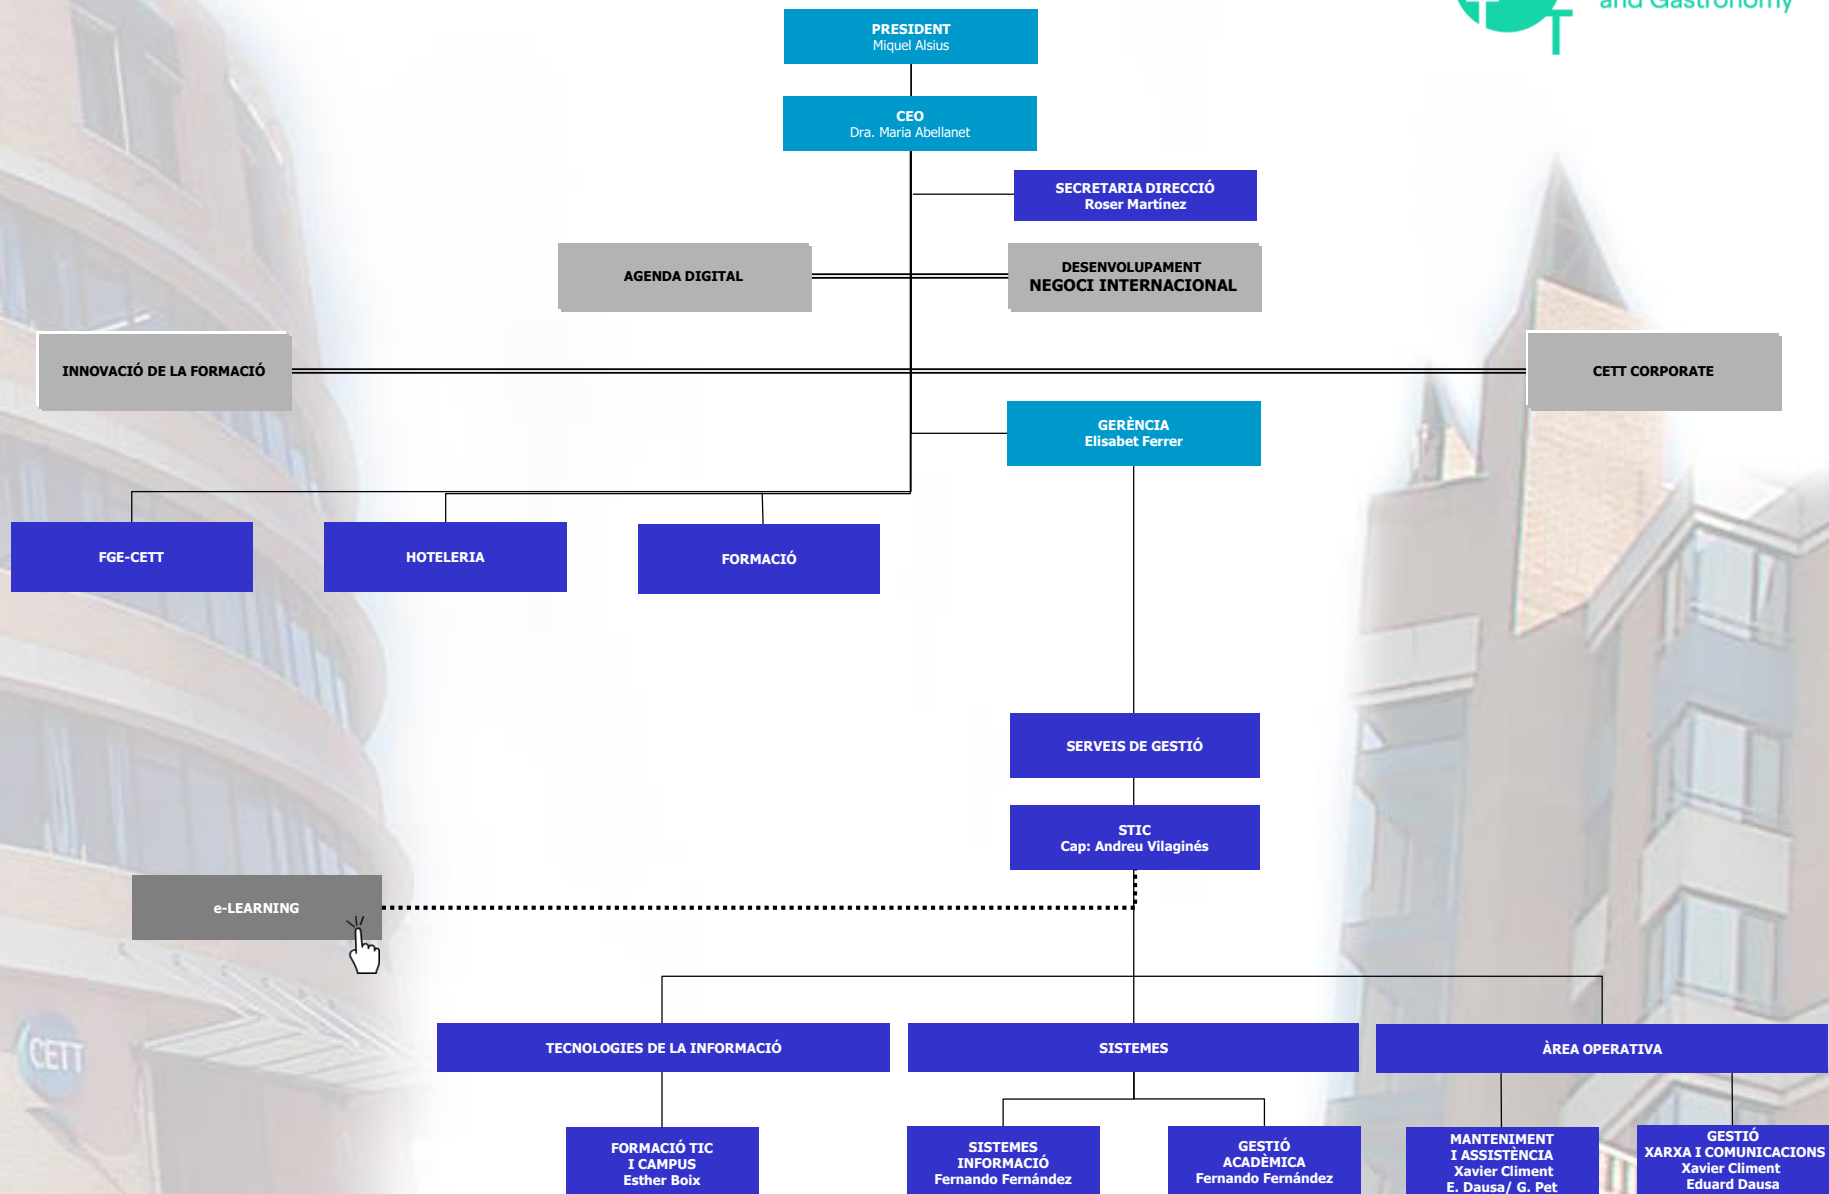 and Gastronomy
PRESIDENT
Miquel Alsius
CEO
Dra. Maria Abellanet
SECRETARIA DIRECCIÓ
Roser Martínez
AGENDA DIGITAL
DESENVOLUPAMENT
NEGOCI INTERNACIONAL
INNOVACIÓ DE LA FORMACIÓ
CETT CORPORATE
GERÈNCIA
Elisabet Ferrer
FGE-CETT
HOTELERIA
FORMACIÓ
SERVEIS DE GESTIÓ
STIC
Cap: Andreu Vilaginés
e-LEARNING
CETT
TECNOLOGIES DE LA INFORMACIÓ
SISTEMES
ÀREA OPERATIVA
FORMACIÓ TIC
I CAMPUS
Esther Boix
SISTEMES
INFORMACIÓ
Fernando Fernández
GESTIÓ
ACADÈMICA
Fernando Fernández
MANTENIMENT
I ASSISTÈNCIA
Xavier Climent
E. Dausa/ G. Pet
GESTIÓ
XARXA I COMUNICACIONS
Xavier Climent
Eduard Dausa